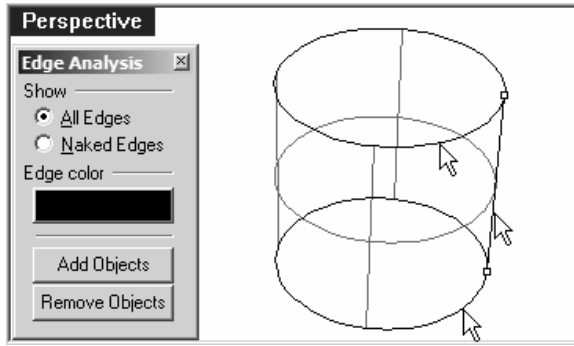 Perspective
Edge Analysis
Show
All Edges
Naked Edges
Edge color
Add Objects
Remove Objects